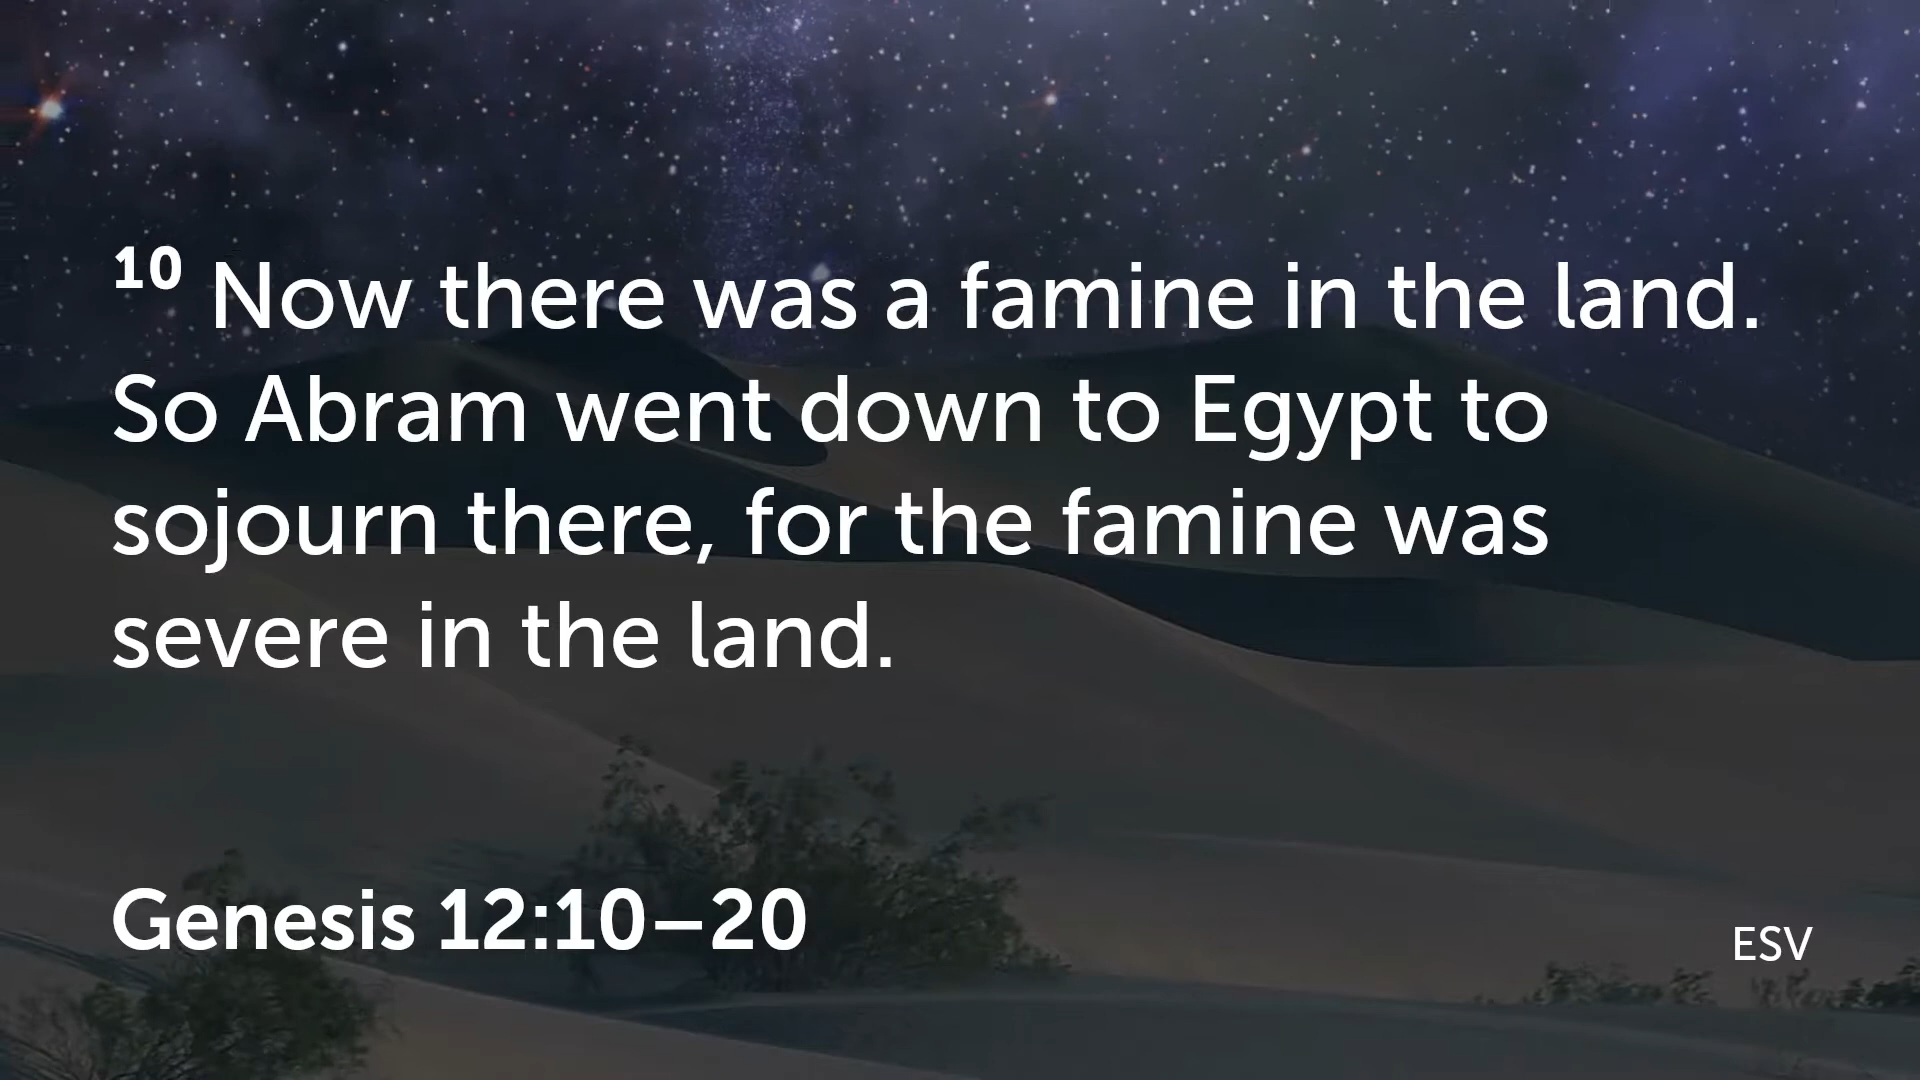 10 Now there was a famine in the land.
So Abram went down to Egypt to
sojourn there, for the famine was
severe in the land.
Genesis 12:10–20
ESV